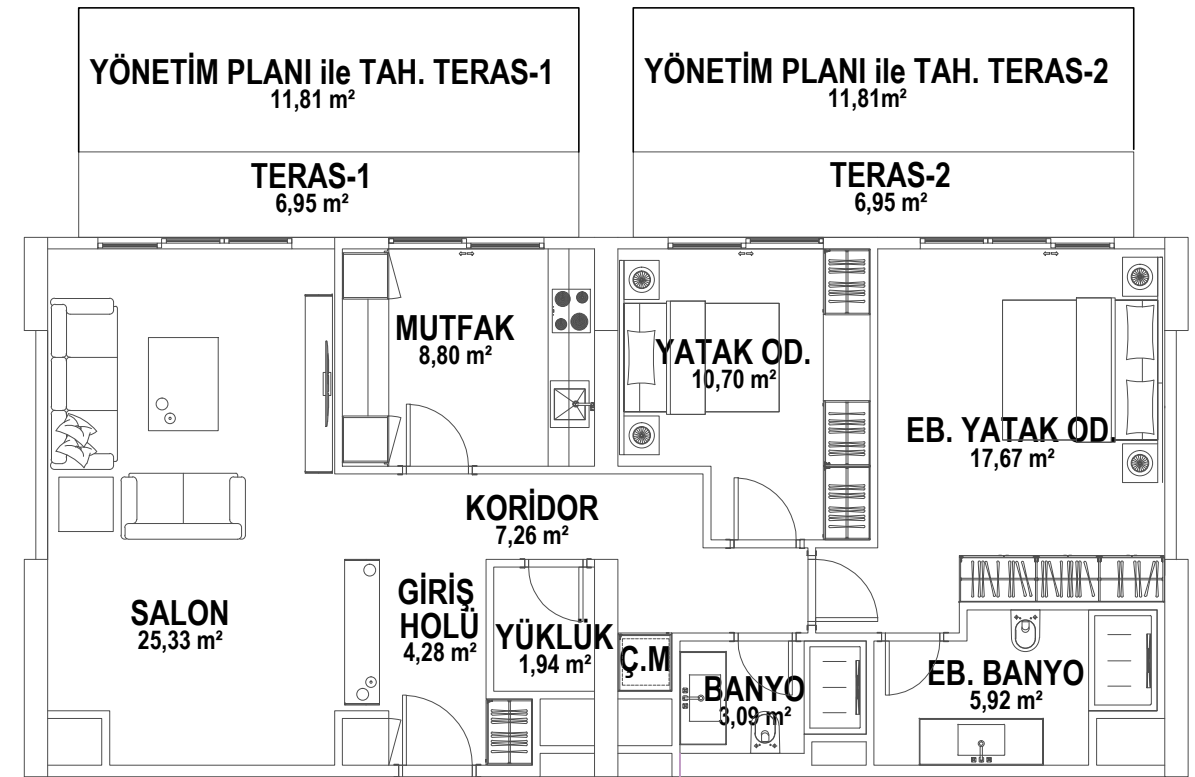 YÖNETİM PLANI ile TAH. TERAS-1
11,81 m²
YÖNETİM PLANI ile TAH. TERAS-2
11,81m²
TERAS-1
6,95 m²
TERAS-2
6,95 m²
MUTFAK
8,80 m²
YATAK OD.
10,70 m²
EB. YATAK OD.
17,67 m²
KORİDOR
7,26 m²
SALON
25,33 m²
GİRİŞ
HOLÜ
4,28 m²
YÜKLÜK
1,94 m²
Ç.M
BANYO
3,09 m²
EB. BANYO
5,92 m²